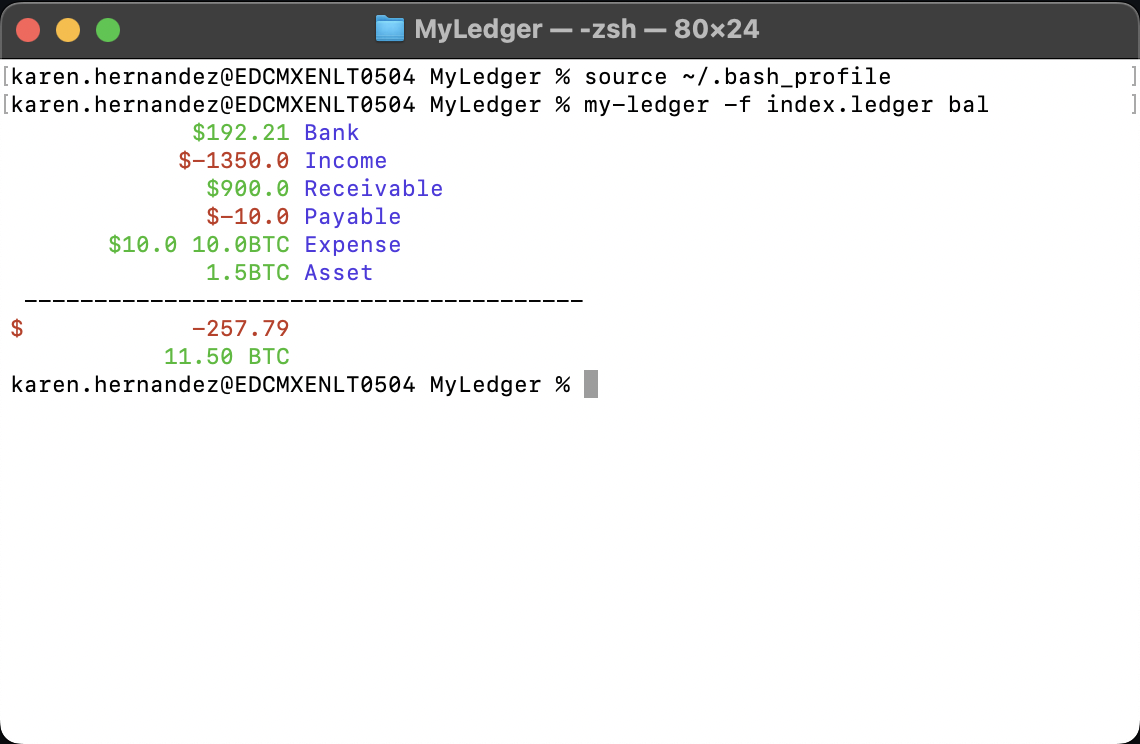 MyLedger — -zsh — 80×24
[karen.hernandez@EDCMXENLT0504 MyLedger % source ~/.bash_profile ]
[karen.hernandez@EDCMXENLT0504 MyLedger % my-ledger -f index.ledger bal ]
$192.21 Bank
$-1350.0 Income
$900.0 Receivable
$-10.0 Payable
$10.0 10.0BTC Expense
1.5BTC Asset
----------------------------------------
$ -257.79
11.50 BTC
karen.hernandez@EDCMXENLT0504 MyLedger %